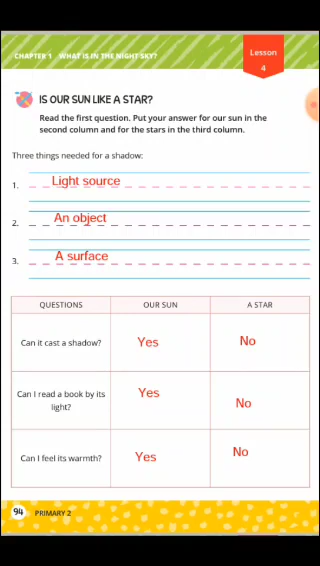 CHAPTER 1 WHAT IS IN THE NIGHT SKY?
Lesson
4
IS OUR SUN LIKE A STAR?
Read the first question. Put your answer for our sun in the
second column and for the stars in the third column.
Three things needed for a shadow:
1. Light source
2. An object
3. A surface
QUESTIONS OUR SUN A STAR
Can it cast a shadow? Yes No
Can I read a book by its
light? Yes No
Can I feel its warmth? Yes No
94 PRIMARY 2